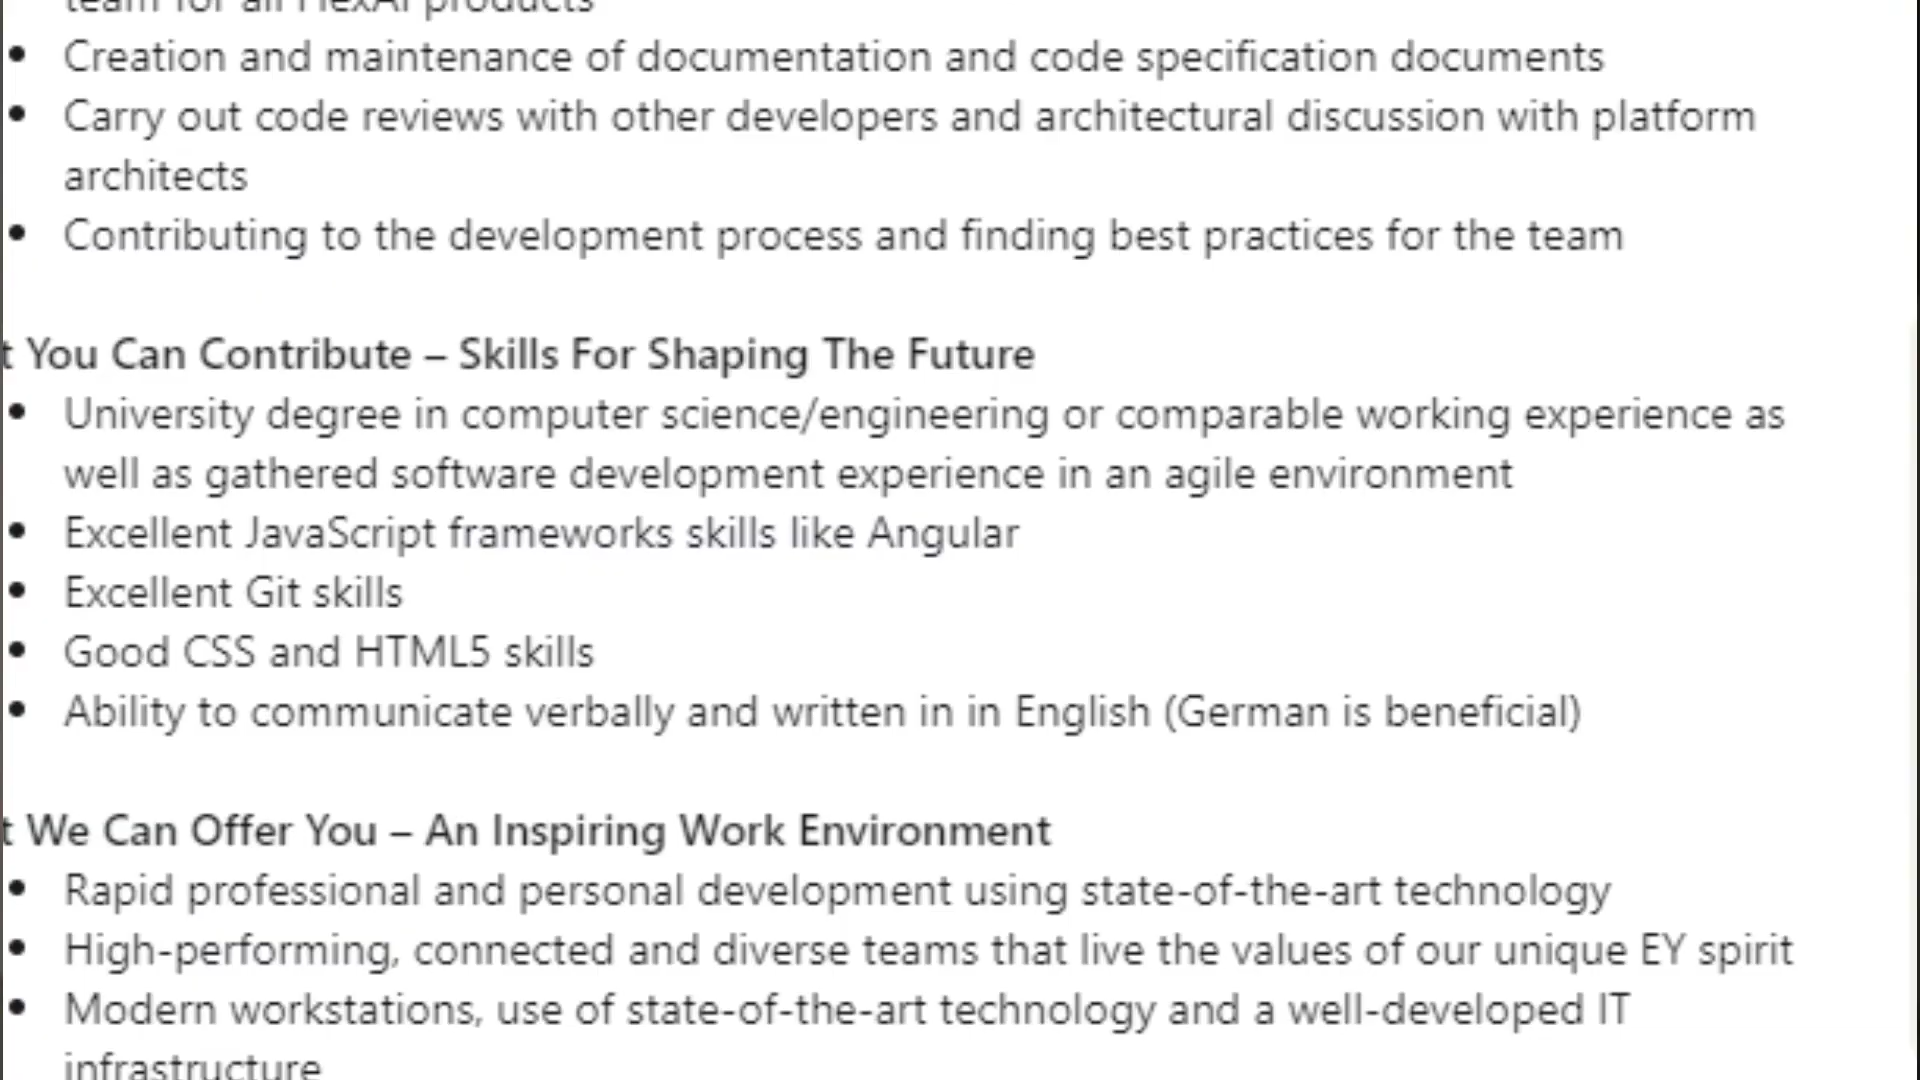 team for all FlexAI products
• Creation and maintenance of documentation and code specification documents
• Carry out code reviews with other developers and architectural discussion with platform
architects
• Contributing to the development process and finding best practices for the team
t You Can Contribute – Skills For Shaping The Future
• University degree in computer science/engineering or comparable working experience as
well as gathered software development experience in an agile environment
• Excellent JavaScript frameworks skills like Angular
• Excellent Git skills
• Good CSS and HTML5 skills
• Ability to communicate verbally and written in in English (German is beneficial)
t We Can Offer You – An Inspiring Work Environment
• Rapid professional and personal development using state-of-the-art technology
• High-performing, connected and diverse teams that live the values of our unique EY spirit
• Modern workstations, use of state-of-the-art technology and a well-developed IT
infrastructure